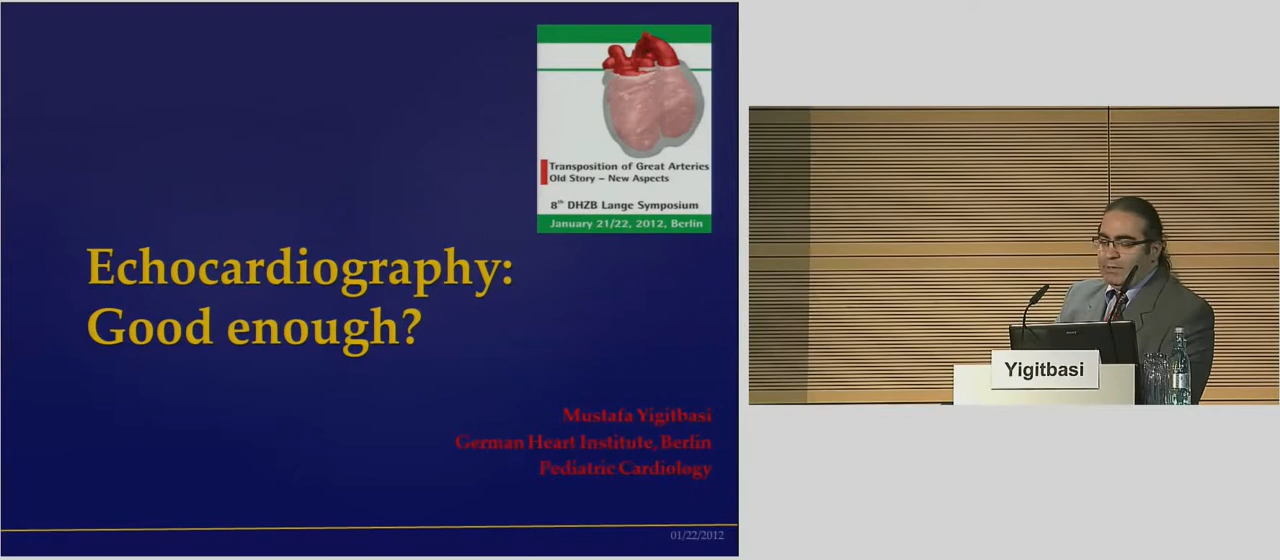 Transposition of Great Arteries
Old Story – New Aspects
8th DHZB Lange Symposium
January 21/22, 2012, Berlin
Echocardiography:
Good enough?
Mustafa Yigitbasi
German Heart Institute, Berlin
Pediatric Cardiology
01/22/2012
Yigitbasi